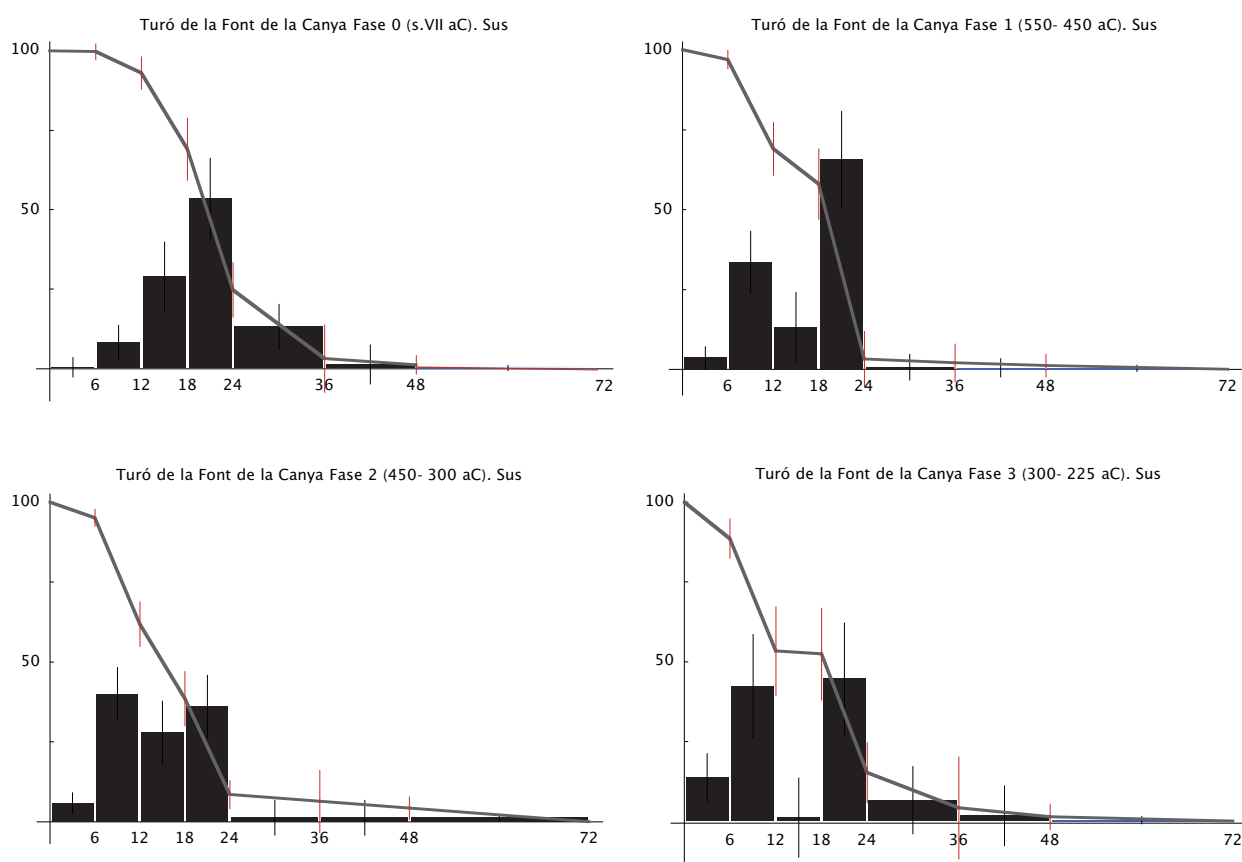 Turó de la Font de la Canya Fase 0 (s.VII aC). Sus
100
50
6 12 18 24 36 48 72
Turó de la Font de la Canya Fase 1 (550- 450 aC). Sus
100
50
6 12 18 24 36 48 72
Turó de la Font de la Canya Fase 2 (450- 300 aC). Sus
100
50
6 12 18 24 36 48 72
Turó de la Font de la Canya Fase 3 (300- 225 aC). Sus
100
50
6 12 18 24 36 48 72